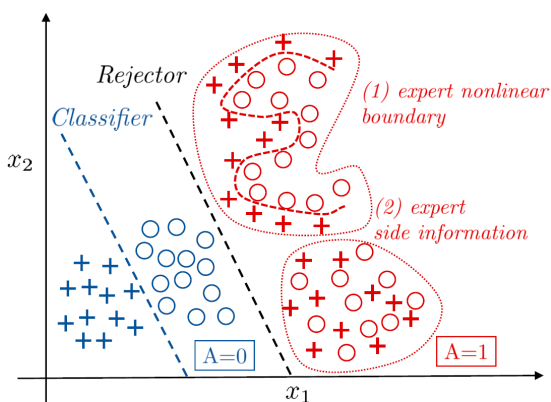 Rejector
Classifier
(1) expert nonlinear
boundary
x₂
(2) expert
side information
A=0
A=1
x₁